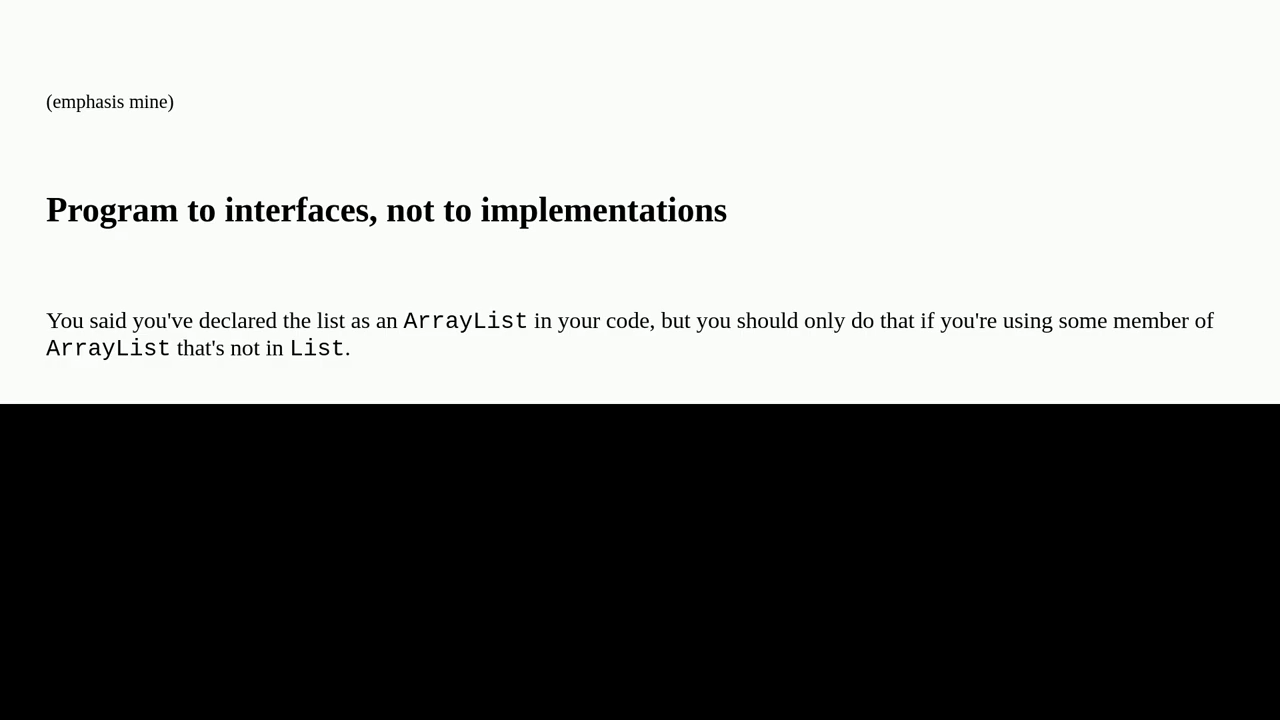 (emphasis mine)
Program to interfaces, not to implementations
You said you've declared the list as an ArrayList in your code, but you should only do that if you're using some member of
ArrayList that's not in List.